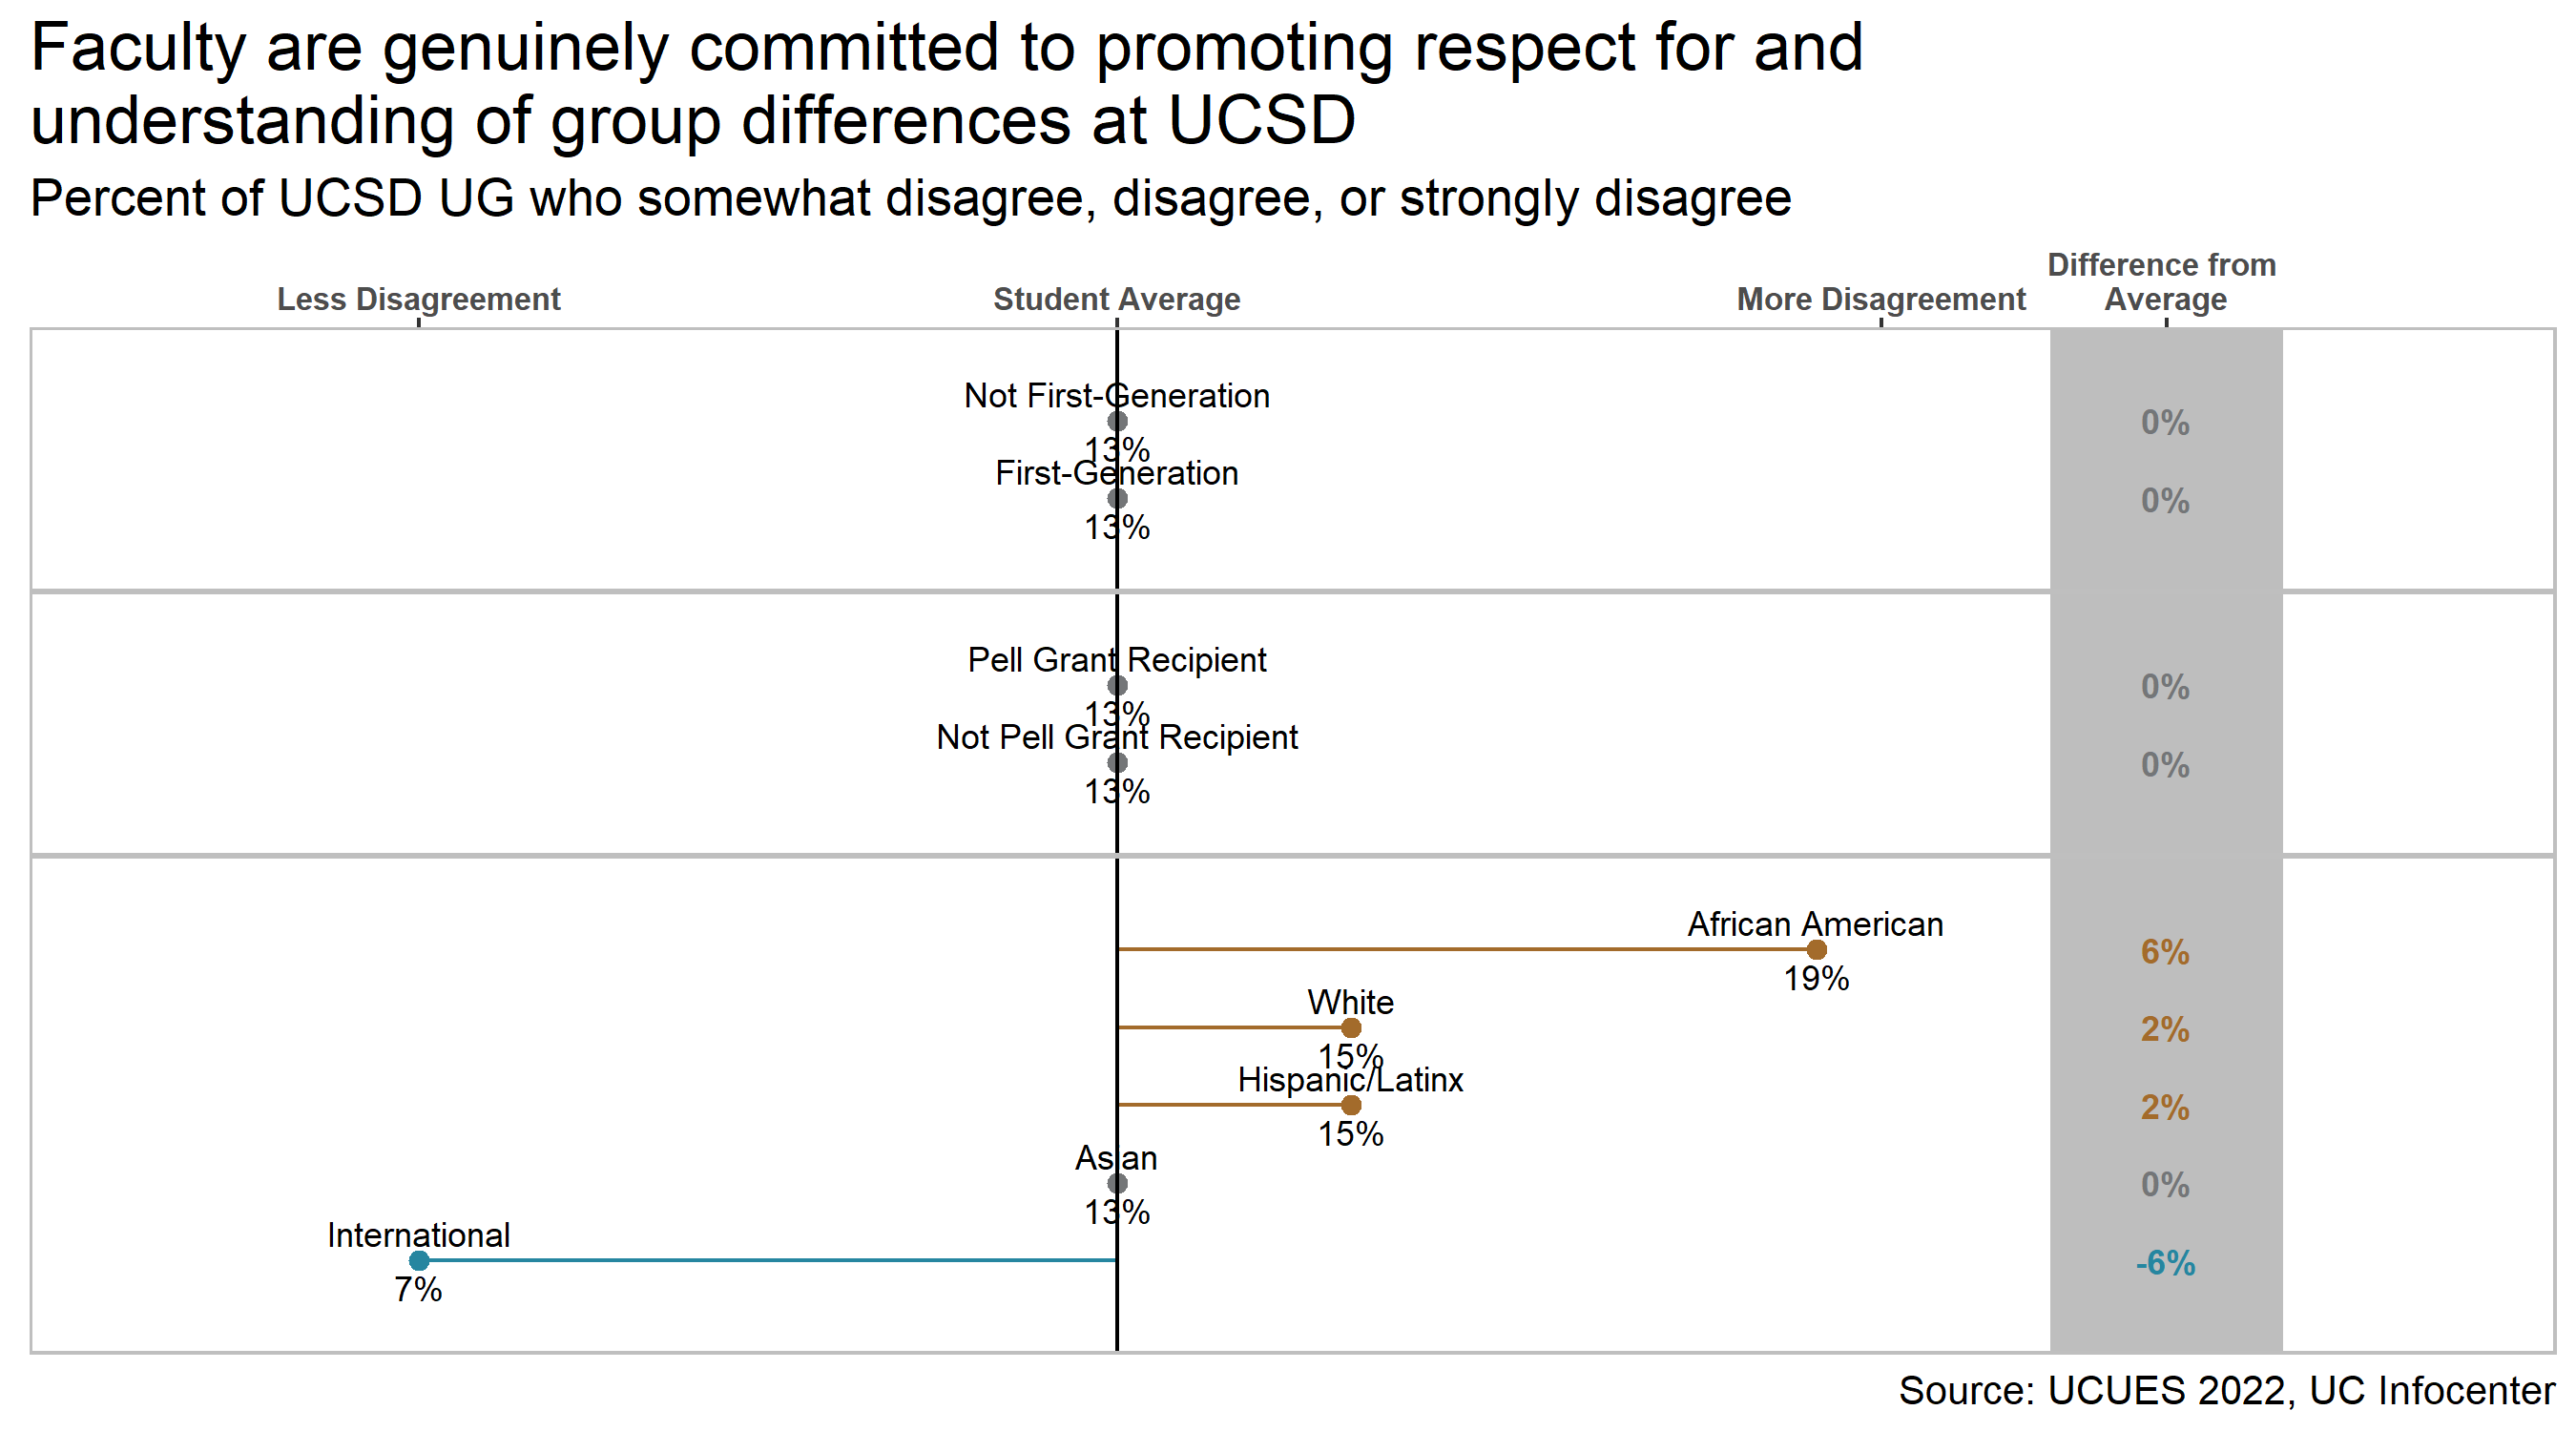 Faculty are genuinely committed to promoting respect for and
understanding of group differences at UCSD
Percent of UCSD UG who somewhat disagree, disagree, or strongly disagree
Less Disagreement
Student Average
More Disagreement
Difference from
Average
Not First-Generation
13%
0%
First-Generation
13%
0%
Pell Grant Recipient
13%
0%
Not Pell Grant Recipient
13%
0%
African American
19%
6%
White
15%
2%
Hispanic/Latinx
15%
2%
Asian
13%
0%
International
7%
-6%
Source: UCUES 2022, UC Infocenter